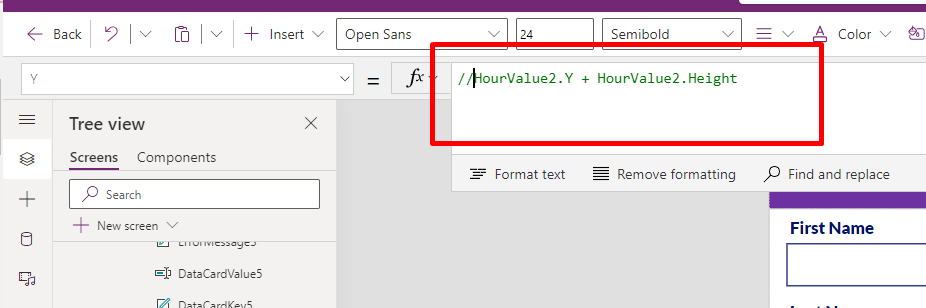 Back
Insert
Open Sans
24
Semibold
Color
Y
=
fx
//HourValue2.Y + HourValue2.Height
Tree view
Screens
Components
Format text
Remove formatting
Find and replace
Search
New screen
ErrorMessage5
First Name
DataCardValue5
DataCardKey5